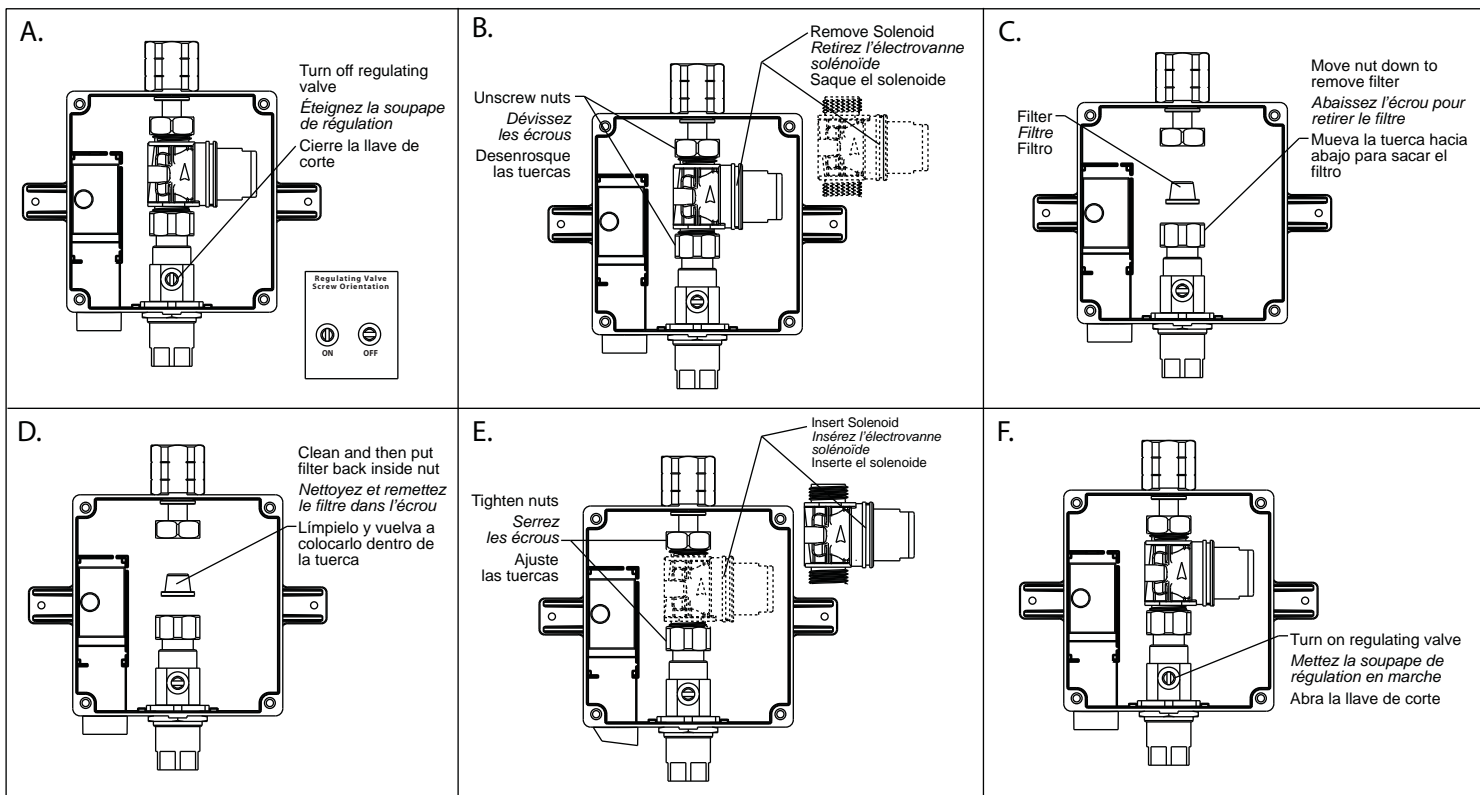 A.
Turn off regulating
valve
Éteignez la soupape
de régulation
Cierre la llave de
corte
Regulating Valve
Screw Orientation
ON OFF
B.
Remove Solenoid
Retirez l'électrovanne
solénoïde
Saque el solenoide
Unscrew nuts
Dévissez
les écrous
Desenrosque
las tuercas
C.
Move nut down to
remove filter
Abaissez l'écrou pour
retirer le filtre
Mueva la tuerca hacia
abajo para sacar el
filtro
Filter
Filtre
Filtro
D.
Clean and then put
filter back inside nut
Nettoyez et remettez
le filtre dans l'écrou
Límpielo y vuelva a
colocarlo dentro de
la tuerca
E.
Insert Solenoid
Insérez l'électrovanne
solénoïde
Inserte el solenoide
Tighten nuts
Serrez
les écrous
Ajuste
las tuercas
F.
Turn on regulating valve
Mettez la soupape de
régulation en marche
Abra la llave de corte